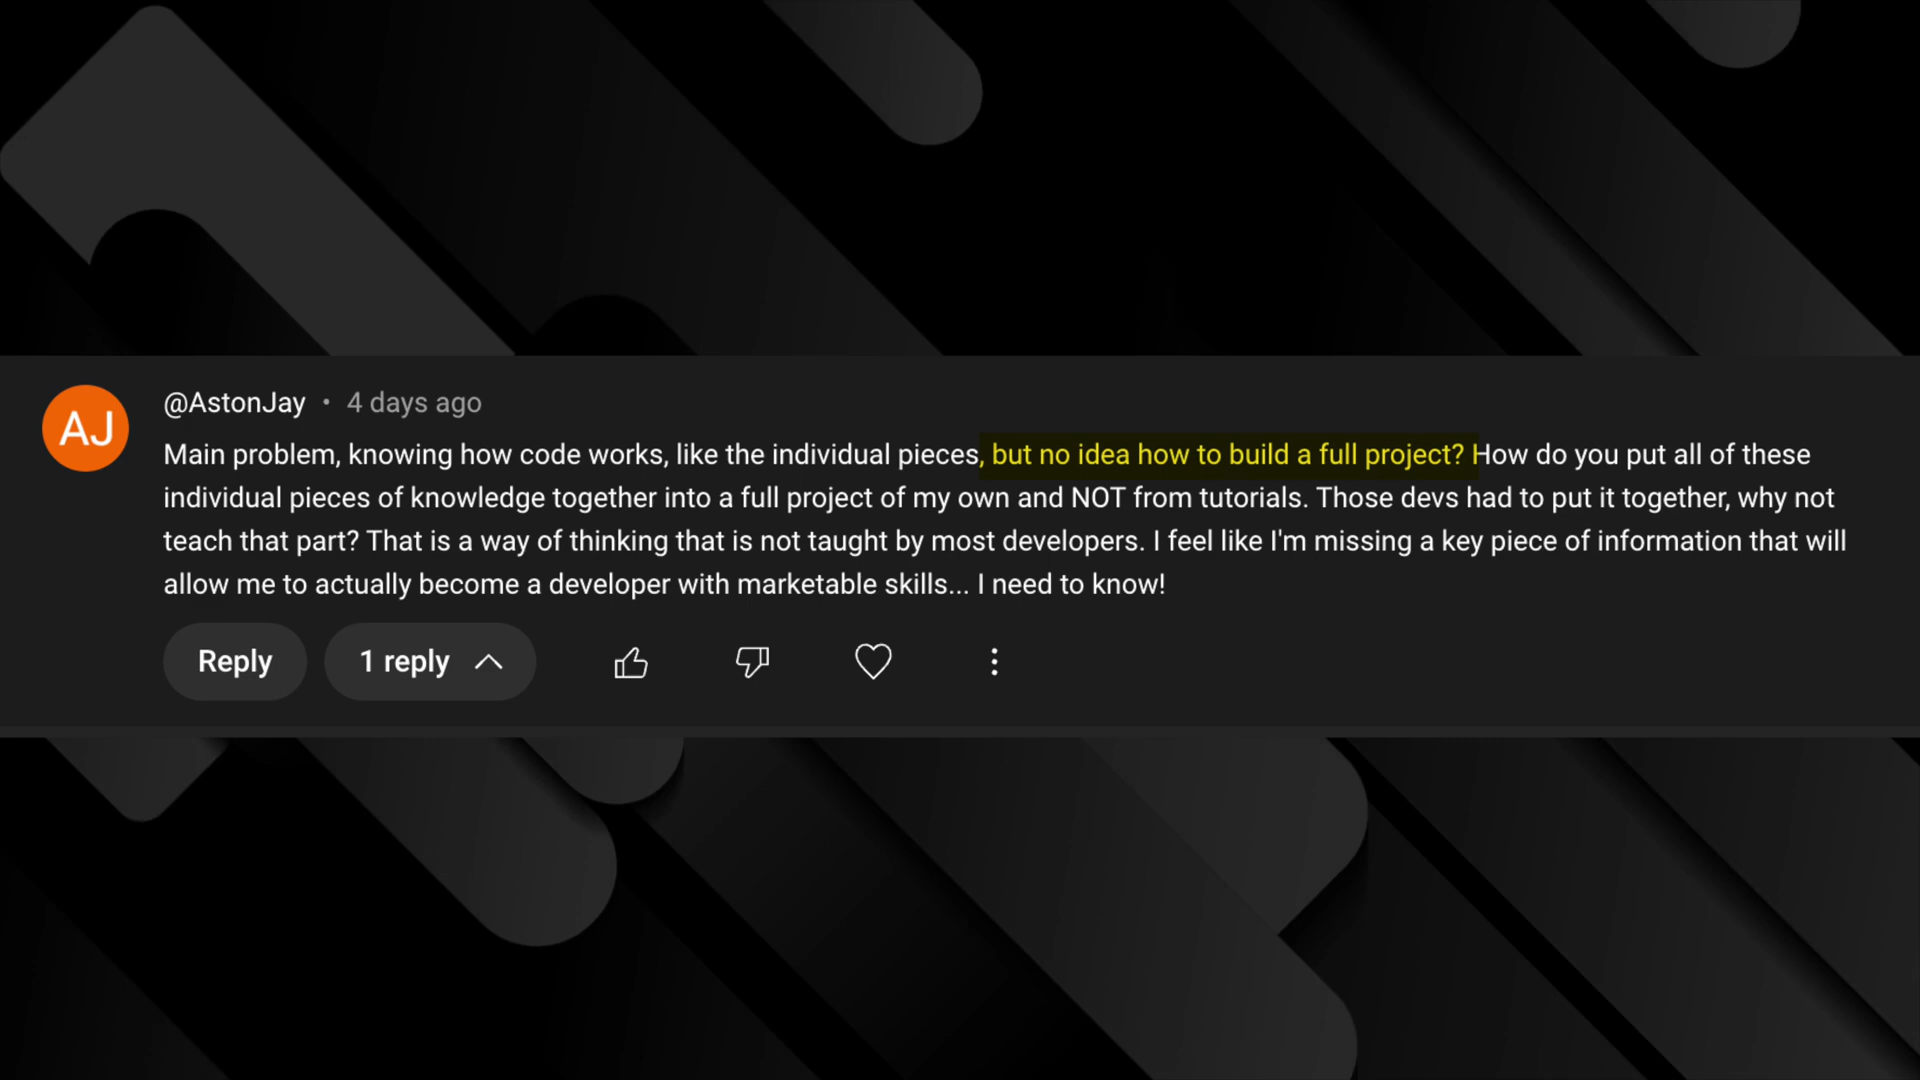 AJ
@AstonJay • 4 days ago
Main problem, knowing how code works, like the individual pieces, but no idea how to build a full project? How do you put all of these
individual pieces of knowledge together into a full project of my own and NOT from tutorials. Those devs had to put it together, why not
teach that part? That is a way of thinking that is not taught by most developers. I feel like I'm missing a key piece of information that will
allow me to actually become a developer with marketable skills... I need to know!
Reply 1 reply